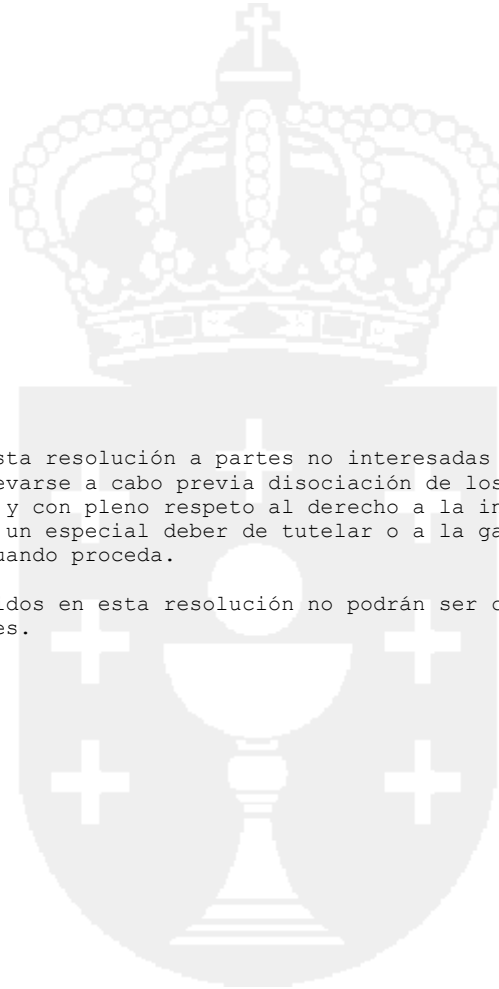 sta resolución a partes no interesadas
evarse a cabo previa disociación de los
y con pleno respeto al derecho a la in
un especial deber de tutelar o a la ga
uando proceda.
idos en esta resolución no podrán ser c
es.